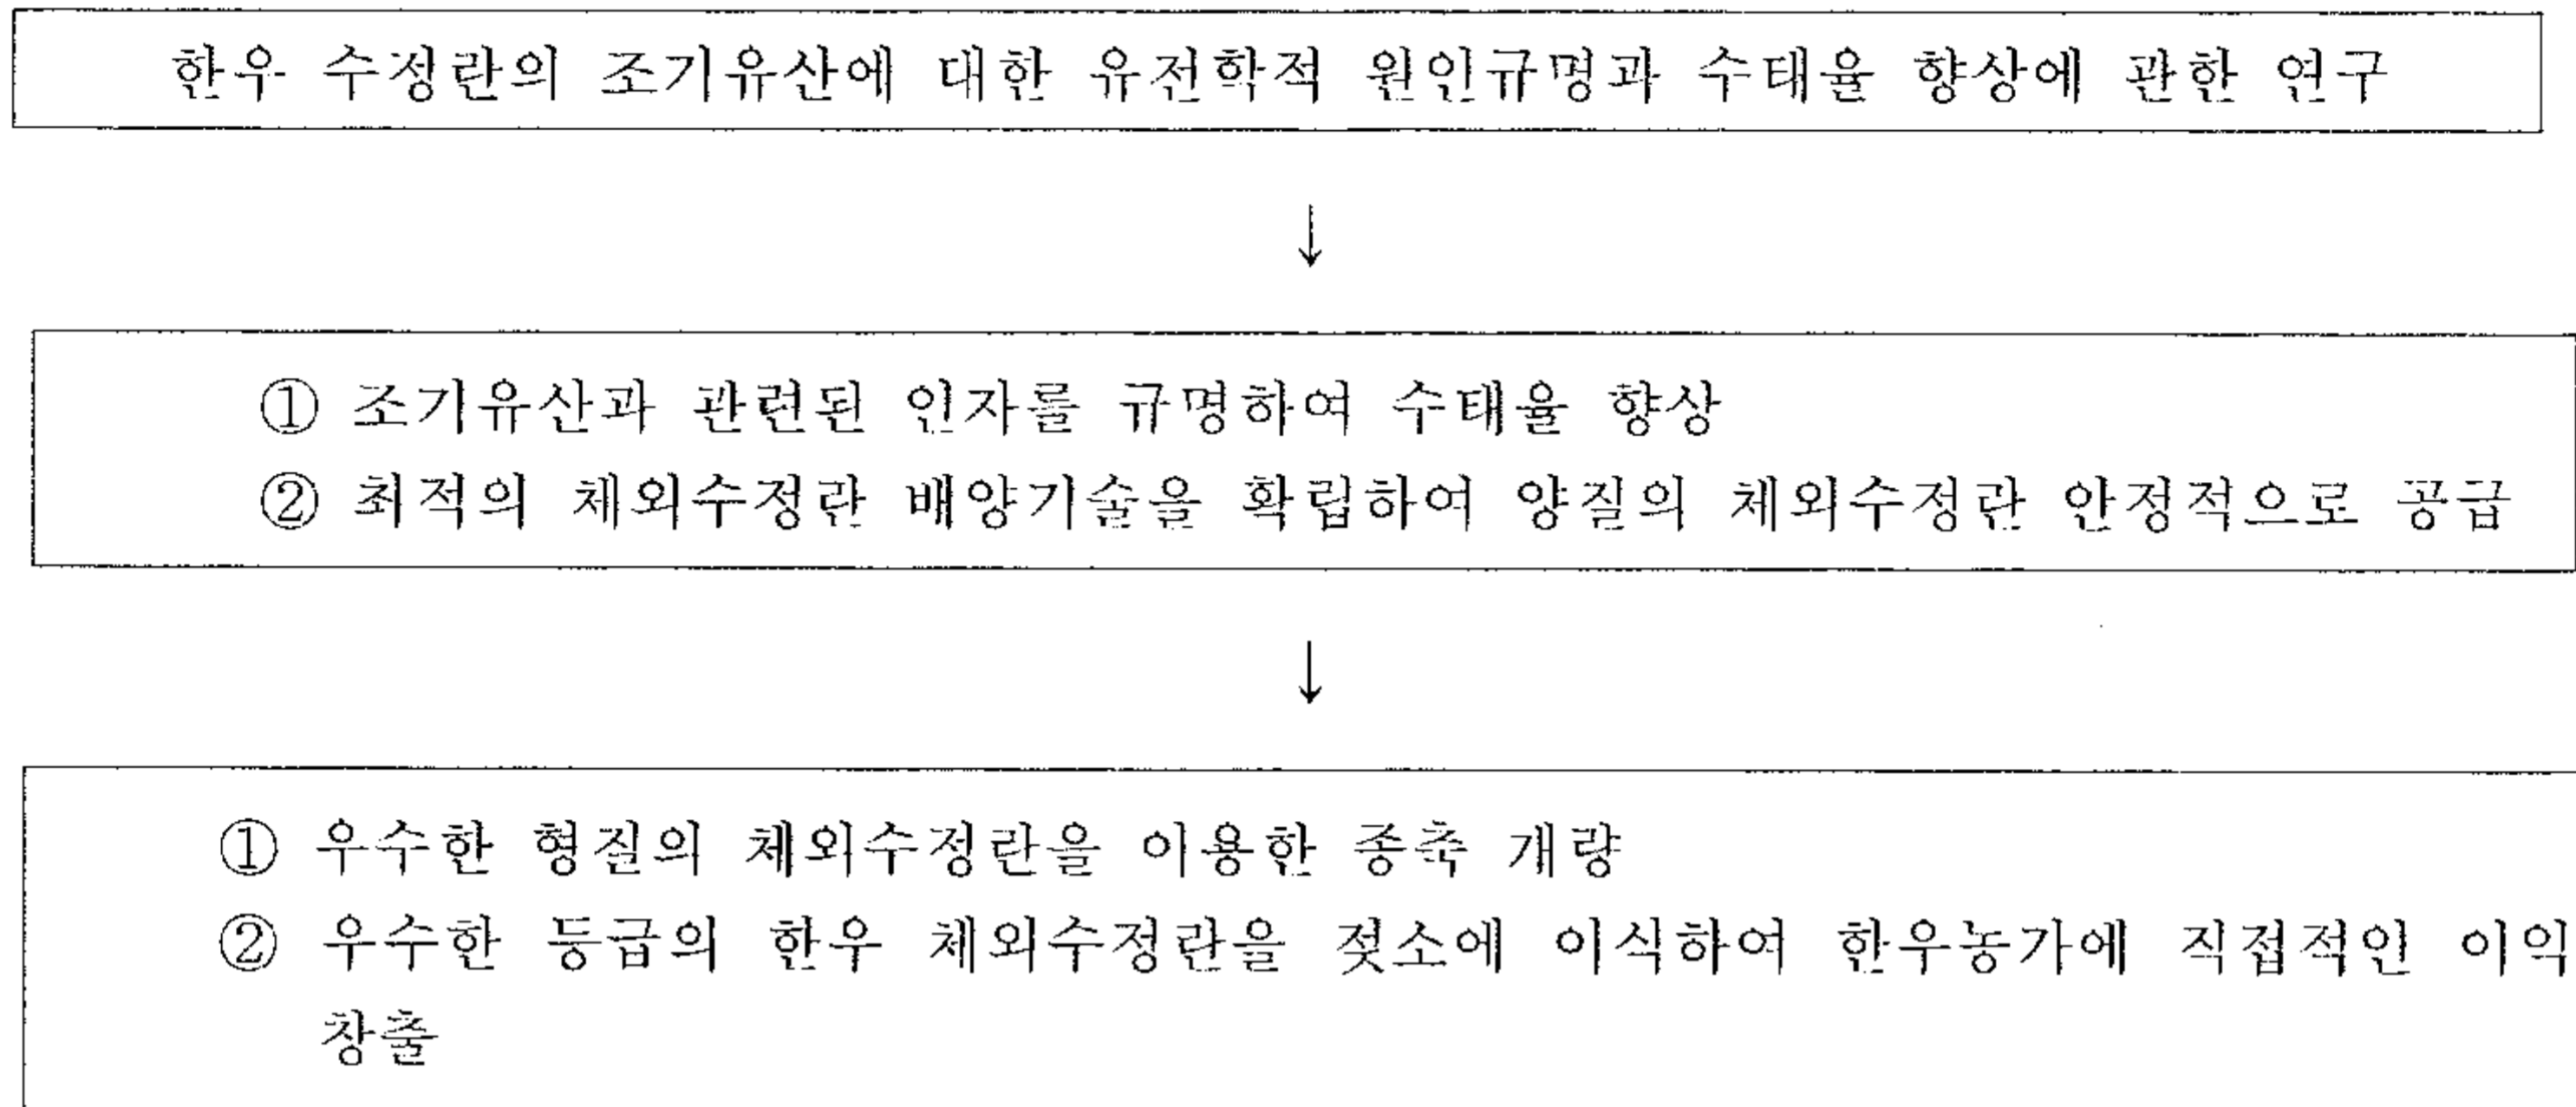 한우 수정란의 조기유산에 대한 유전학적 원인규명과 수태율 향상에 관한 연구
↓
① 조기유산과 관련된 인자를 규명하여 수태율 향상
② 최적의 체외수정란 배양기술을 확립하여 양질의 체외수정란 안정적으로 공급
↓
① 우수한 형질의 체외수정란을 이용한 종축 개량
② 우수한 등급의 한우 체외수정란을 젖소에 이식하여 한우농가에 직접적인 이익
창출